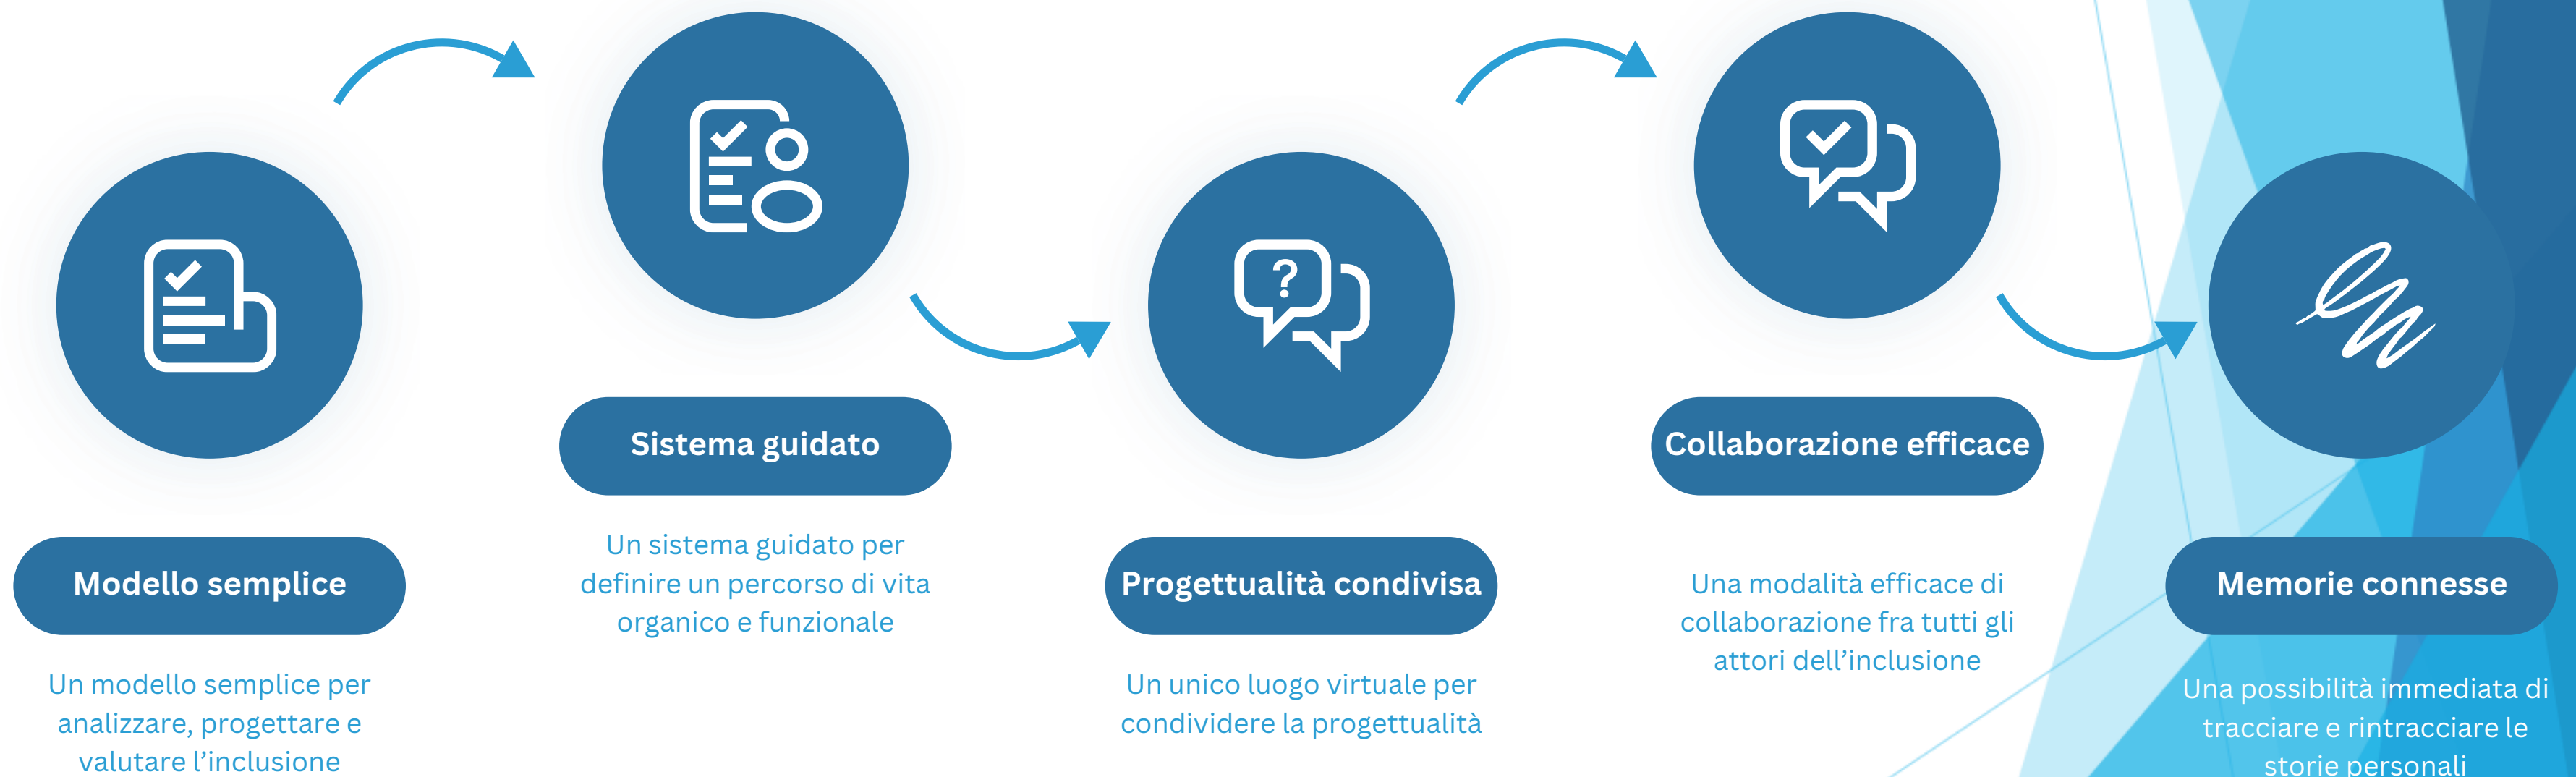 Modello semplice
Un modello semplice per
analizzare, progettare e
valutare l’inclusione
Sistema guidato
Un sistema guidato per
definire un percorso di vita
organico e funzionale
?
Progettualità condivisa
Un unico luogo virtuale per
condividere la progettualità
Collaborazione efficace
Una modalità efficace di
collaborazione fra tutti gli
attori dell’inclusione
Memorie connesse
Una possibilità immediata di
tracciare e rintracciare le
storie personali